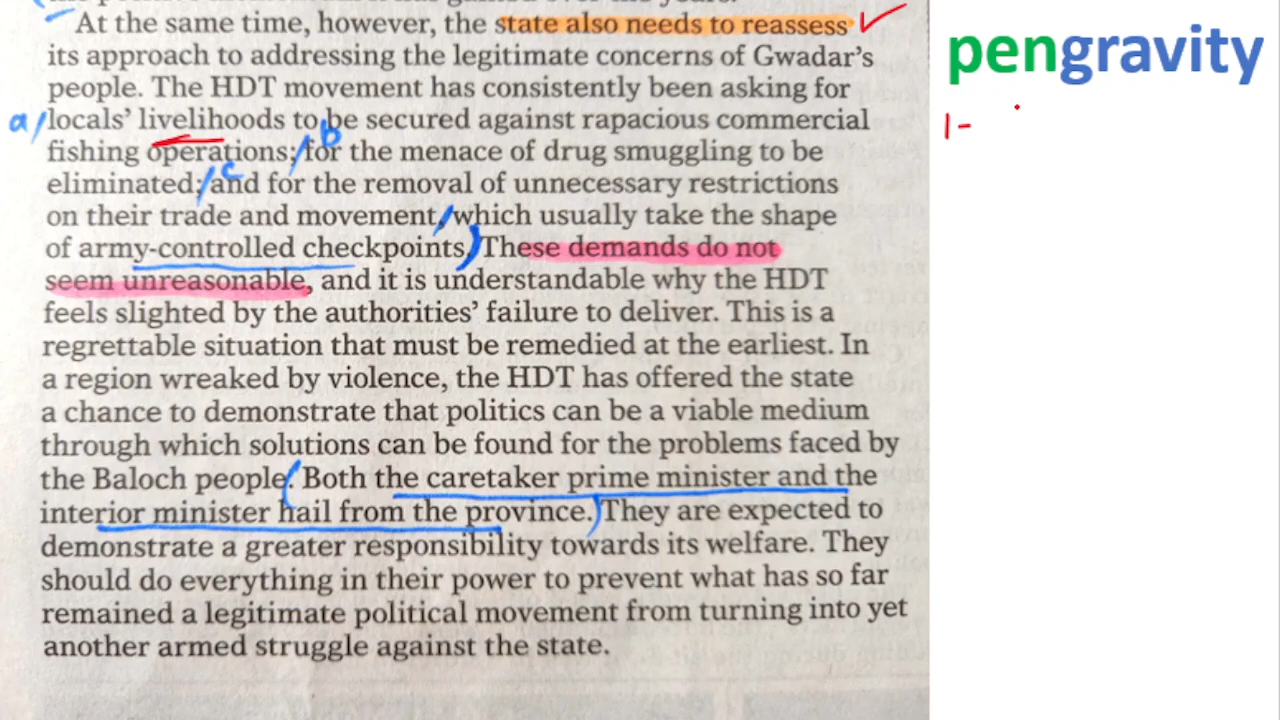 At the same time, however, the state also needs to reassess
its approach to addressing the legitimate concerns of Gwadar's
people. The HDT movement has consistently been asking for
a/ locals' livelihoods to be secured against rapacious commercial
b
fishing operations; for the menace of drug smuggling to be
c
eliminated; and for the removal of unnecessary restrictions
on their trade and movement, which usually take the shape
of army-controlled checkpoints. These demands do not
seem unreasonable, and it is understandable why the HDT
feels slighted by the authorities' failure to deliver. This is a
regrettable situation that must be remedied at the earliest. In
a region wreaked by violence, the HDT has offered the state
a chance to demonstrate that politics can be a viable medium
through which solutions can be found for the problems faced by
the Baloch people. Both the caretaker prime minister and the
interior minister hail from the province. They are expected to
demonstrate a greater responsibility towards its welfare. They
should do everything in their power to prevent what has so far
remained a legitimate political movement from turning into yet
another armed struggle against the state.
pengravity
1-